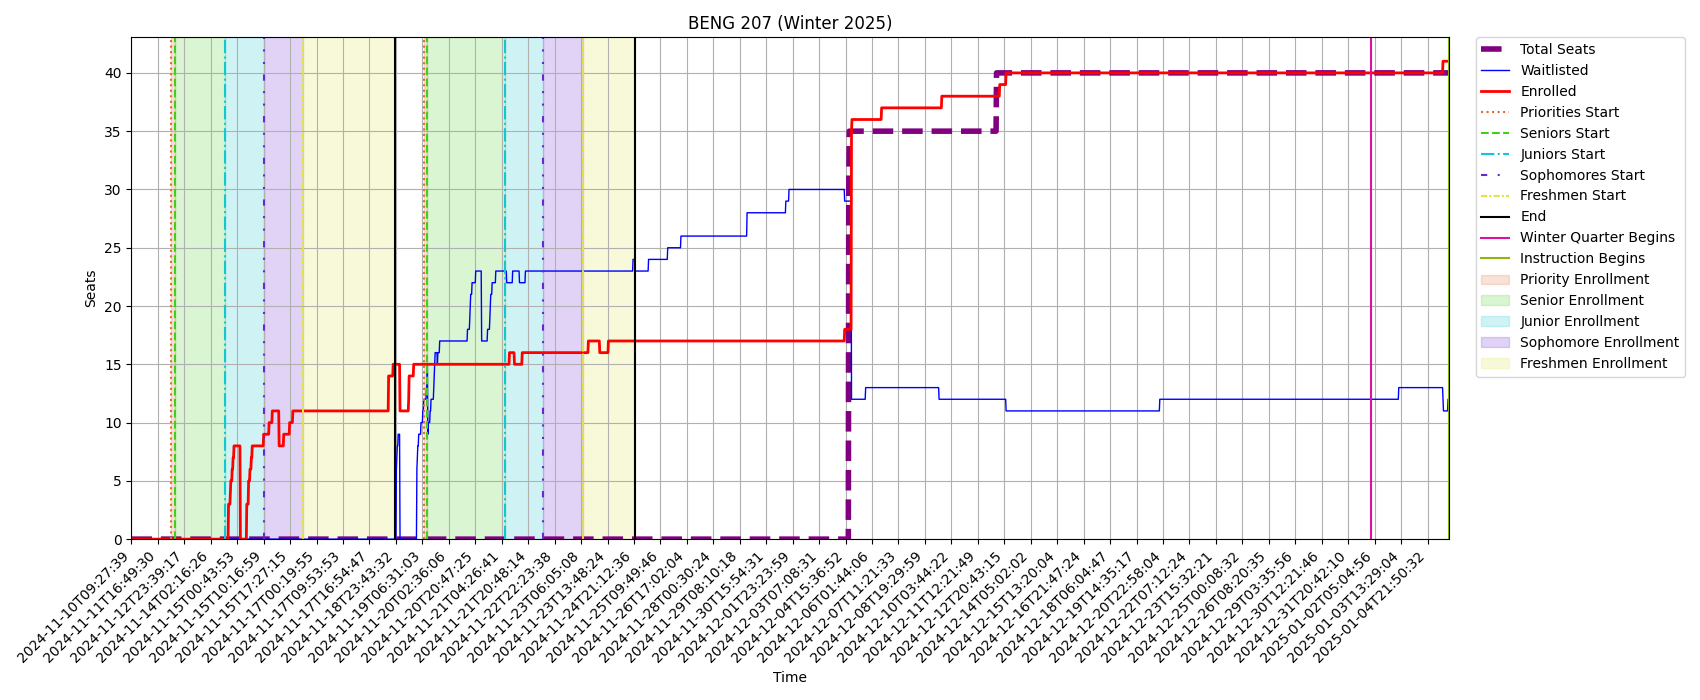 BENG 207 (Winter 2025)
Seats
40
35
30
25
20
15
10
5
0
2024-11-10T09:27:39
2024-11-11T16:49:30
2024-11-12T23:39:17
2024-11-14T02:16:26
2024-11-15T00:43:53
2024-11-15T10:16:59
2024-11-15T17:27:15
2024-11-17T00:19:55
2024-11-17T09:53:53
2024-11-17T16:54:47
2024-11-18T23:43:32
2024-11-19T06:31:03
2024-11-20T02:36:06
2024-11-20T20:47:25
2024-11-21T04:26:41
2024-11-21T20:48:14
2024-11-22T22:23:38
2024-11-23T06:05:08
2024-11-23T13:48:24
2024-11-24T21:12:36
2024-11-25T09:49:46
2024-11-26T17:02:04
2024-11-28T00:30:24
2024-11-29T08:10:18
2024-11-30T15:54:31
2024-12-01T23:23:59
2024-12-03T07:08:31
2024-12-04T15:36:52
2024-12-06T01:44:06
2024-12-07T11:21:33
2024-12-08T19:29:59
2024-12-10T03:44:22
2024-12-11T12:21:49
2024-12-12T20:43:15
2024-12-14T05:02:02
2024-12-15T13:20:04
2024-12-16T21:47:24
2024-12-18T06:04:47
2024-12-19T14:35:17
2024-12-20T22:58:04
2024-12-22T07:12:24
2024-12-23T15:32:21
2024-12-25T00:08:32
2024-12-26T08:20:35
2024-12-29T03:35:56
2024-12-30T12:21:46
2024-12-31T20:42:10
2025-01-02T05:04:56
2025-01-03T13:29:04
2025-01-04T21:50:32
Time
Total Seats
Waitlisted
Enrolled
Priorities Start
Seniors Start
Juniors Start
Sophomores Start
Freshmen Start
End
Winter Quarter Begins
Instruction Begins
Priority Enrollment
Senior Enrollment
Junior Enrollment
Sophomore Enrollment
Freshmen Enrollment